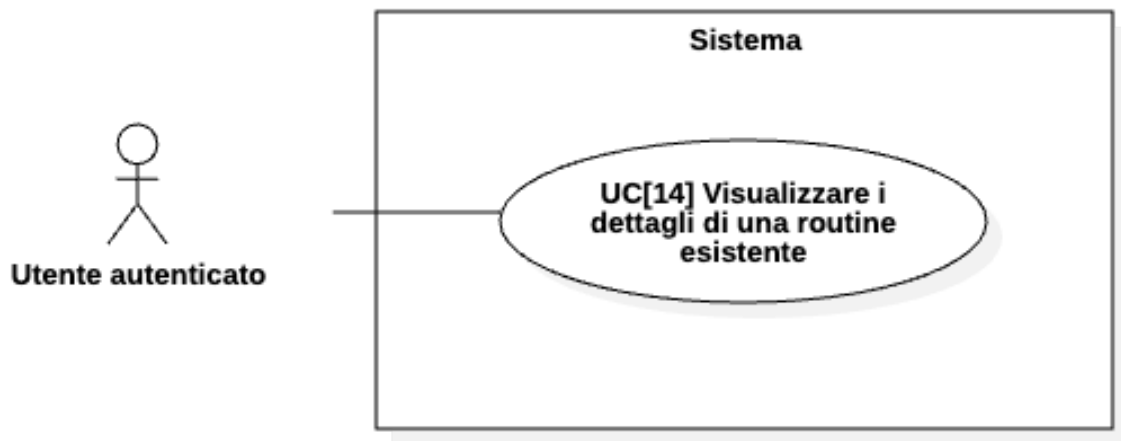 Sistema
UC[14] Visualizzare i
dettagli di una routine
esistente
Utente autenticato